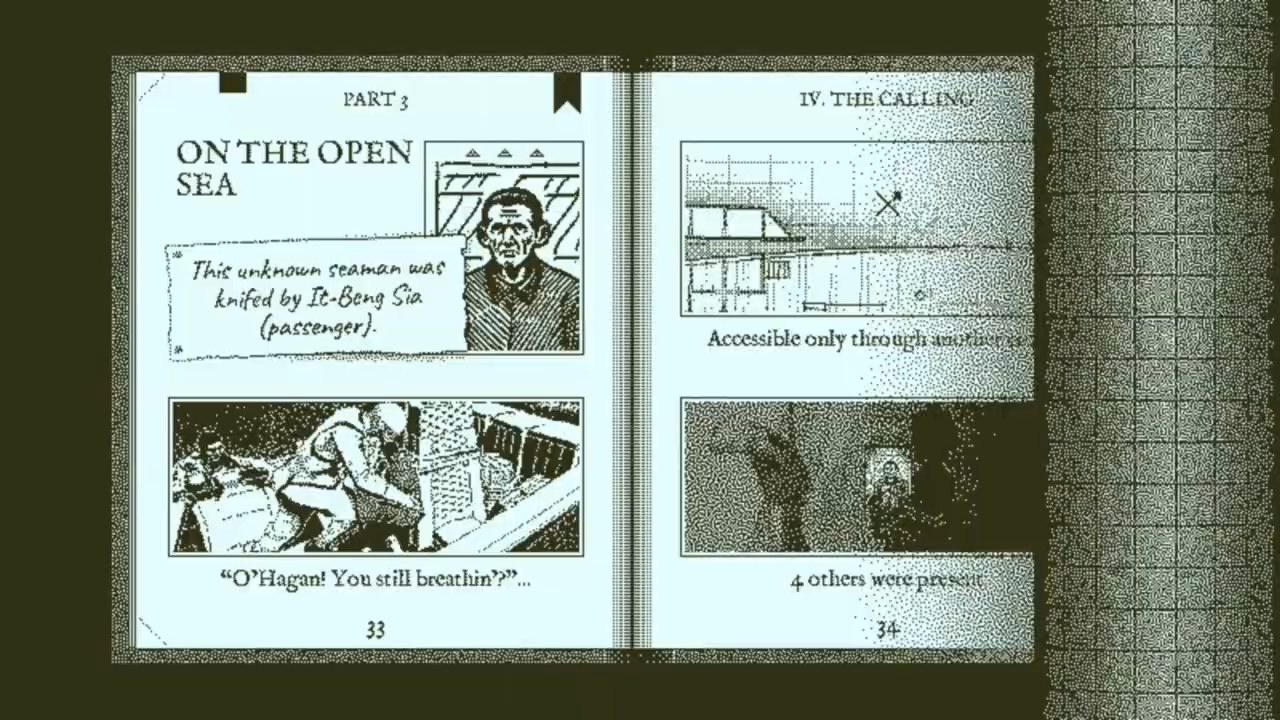 PART 3
ON THE OPEN
SEA
This unknown seaman was
knifed by It-Beng Sia
(passenger).
“O’Hagan! You still breathin’?”...
33
IV. THE CALLING
Accessible only through another
4 others were present
34